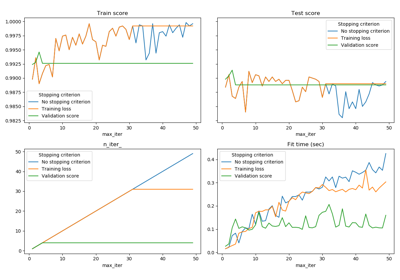 Train score
Test score
1.0000
0.9975
0.9950
0.9925
0.9900
0.9875
0.9850
0.9825
Stopping criterion
No stopping criterion
Training loss
Validation score
Stopping criterion
No stopping criterion
Training loss
Validation score
0 10 20 30 40 50
max_iter
0 10 20 30 40 50
max_iter
n_iter_
Fit time (sec)
50
40
30
20
10
0
Stopping criterion
No stopping criterion
Training loss
Validation score
0.4
0.3
0.2
0.1
0.0
Stopping criterion
No stopping criterion
Training loss
Validation score
0 10 20 30 40 50
max_iter
0 10 20 30 40 50
max_iter